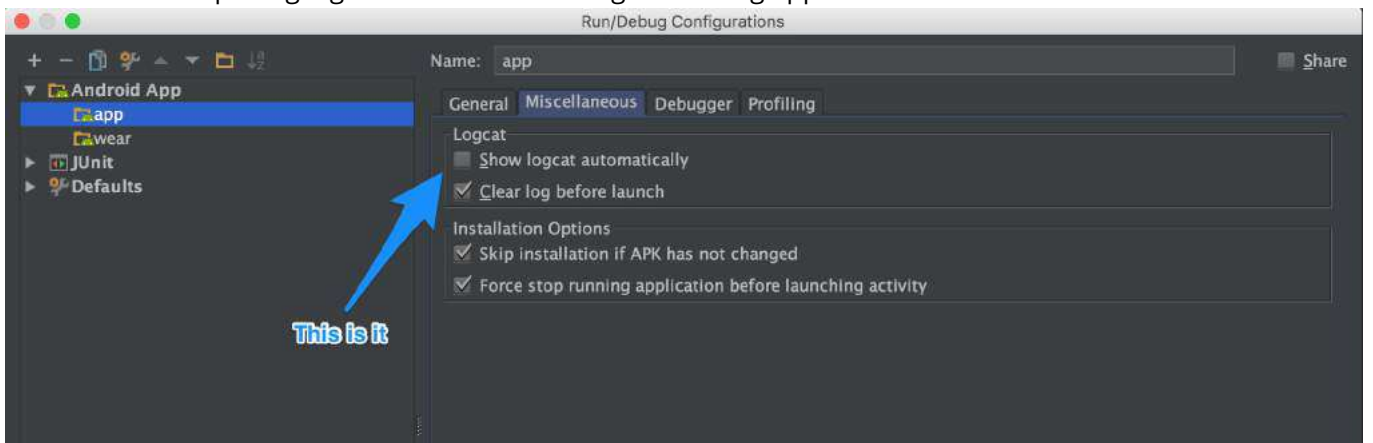 Run/Debug Configurations
Name: app
Share
Android App
app
wear
JUnit
Defaults
General Miscellaneous Debugger Profiling
Logcat
Show logcat automatically
Clear log before launch
Installation Options
Skip installation if APK has not changed
Force stop running application before launching activity
This is it